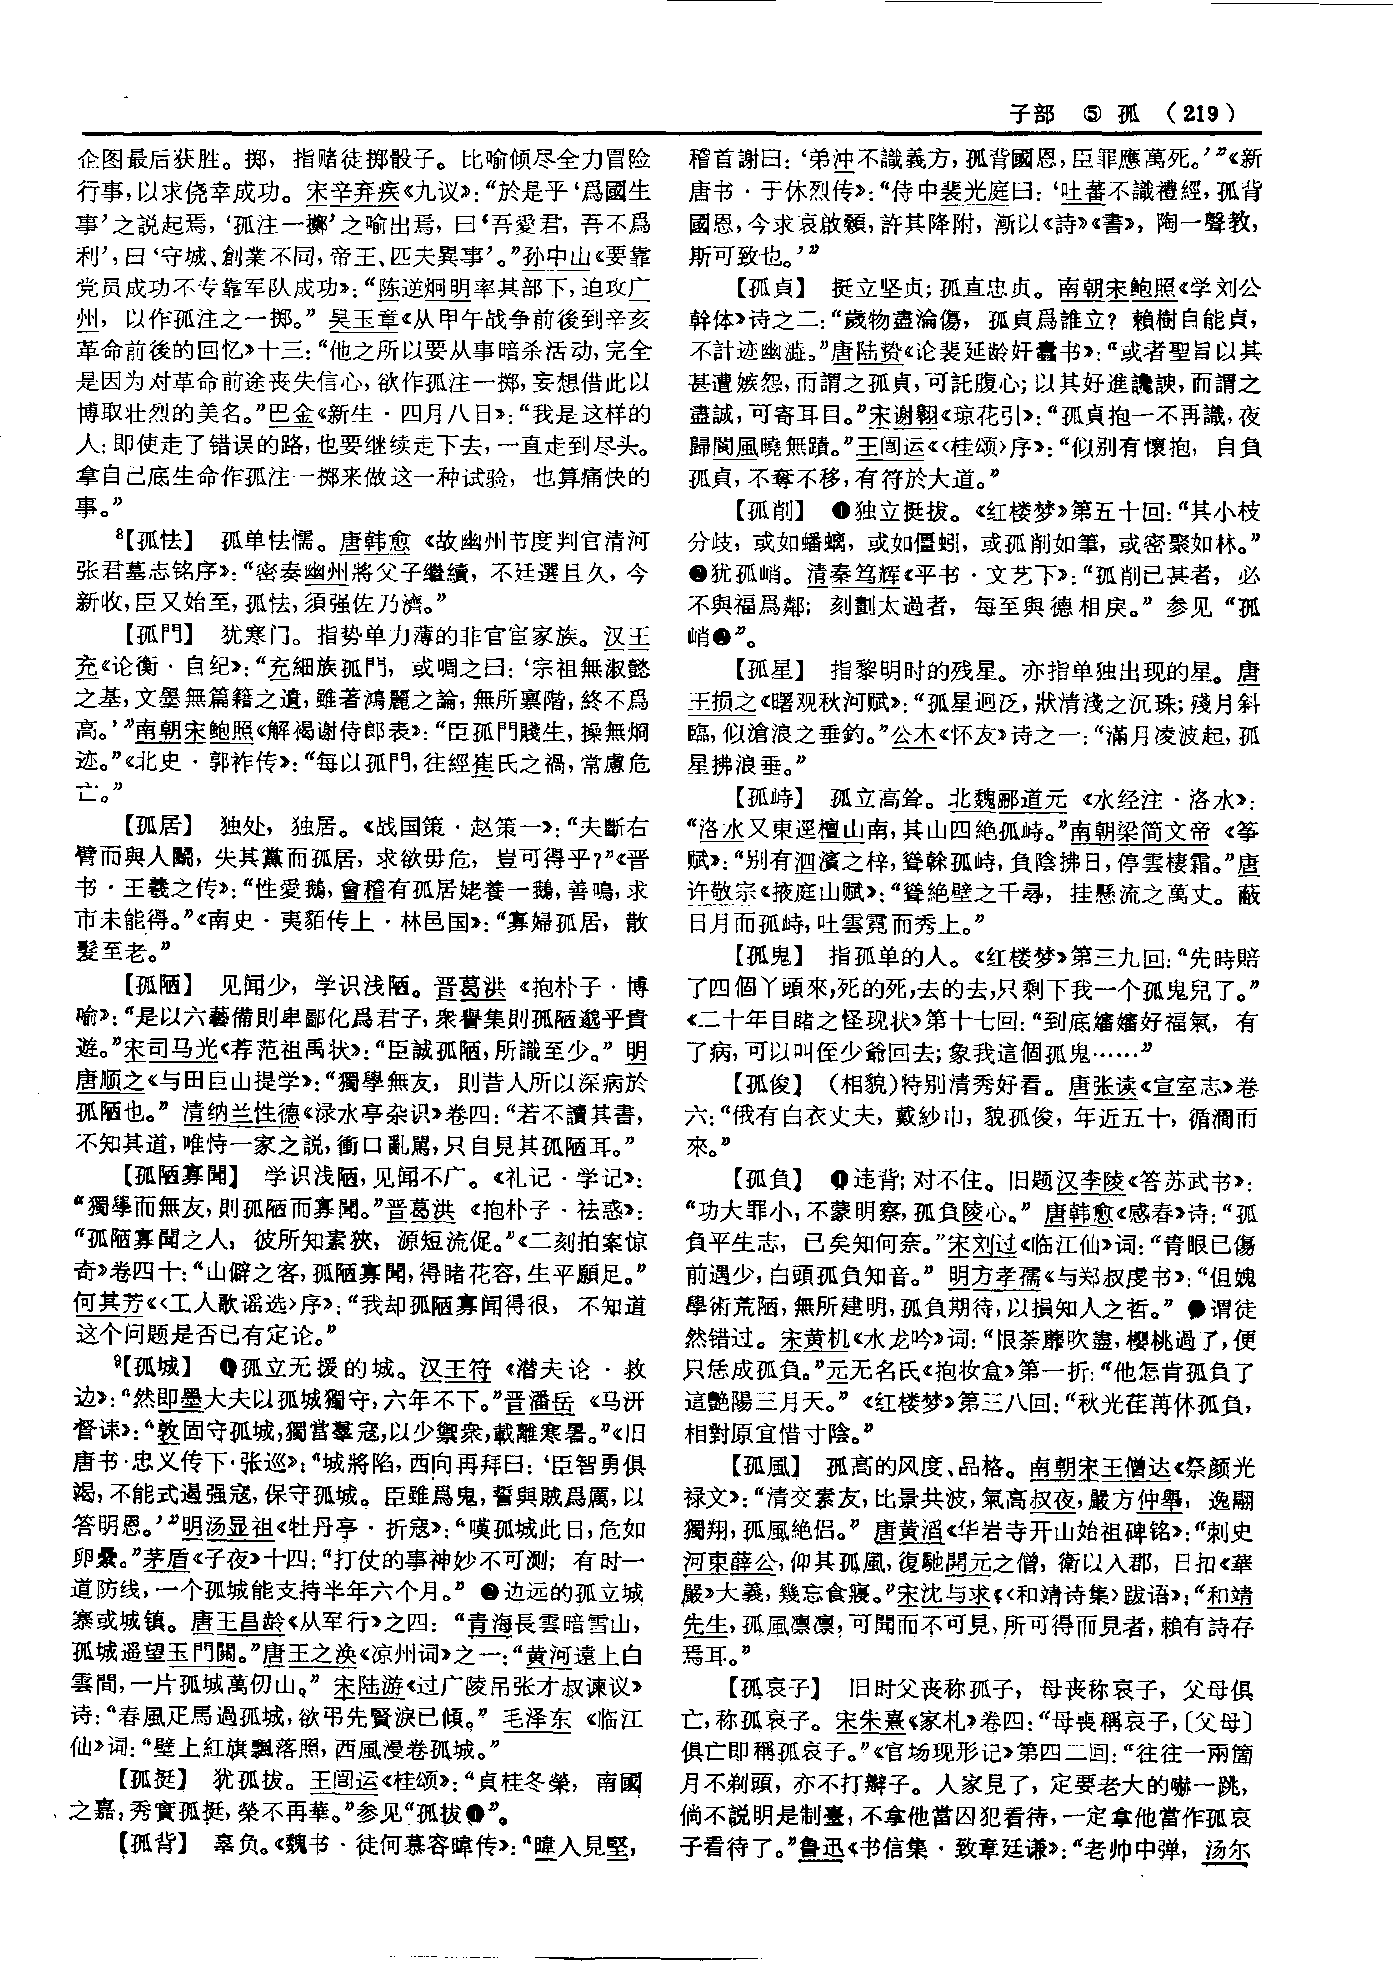 子部 ⑤ 孤 （219）
企图最后获胜。掷，指赌徒掷骰子。比喻倾尽全力冒险
行事，以求侥幸成功。宋辛弃疾《九议》：“於是乎‘爲國生
事’之説起焉，‘孤注一擲’之喻出焉，曰‘吾愛君，吾不爲
利’，曰‘守城、創業不同，帝王、匹夫異事’。”孙中山《要靠
党员成功不专靠军队成功》：“陈逆炯明率其部下，迫攻广
州，以作孤注之一掷。”吴玉章《从甲午战争前後到辛亥
革命前後的回忆》十三：“他之所以要从事暗杀活动，完全
是因为对革命前途丧失信心，欲作孤注一掷，妄想借此以
博取壮烈的美名。”巴金《新生·四月八日》：“我是这样的
人：即使走了错误的路，也要继续走下去，一直走到尽头。
拿自己底生命作孤注一掷来做这一种试验，也算痛快的
事。”
⁸【孤怯】 孤单怯懦。唐韩愈《故幽州节度判官清河
张君墓志铭序》：“密奏幽州將父子繼續，不廷選且久，今
新收，臣又始至，孤怯，須强佐乃濟。”
【孤門】 犹寒门。指势单力薄的非官宦家族。汉王
充《论衡·自纪》：“充細族孤門，或啁之曰：‘宗祖無淑懿
之基，文墨無篇籍之遺，雖著鴻麗之論，無所禀階，終不爲
高。’”南朝宋鲍照《解褐谢侍郎表》：“臣孤門賤生，操無炯
迹。”《北史·郭祚传》：“每以孤門，往經崔氏之禍，常慮危
亡。”
【孤居】 独处，独居。《战国策·赵策一》：“夫斷右
臂而與人鬭，失其黨而孤居，求欲毋危，豈可得乎？”《晋
书·王羲之传》：“性愛鵝，會稽有孤居姥養一鵝，善鳴，求
市未能得。”《南史·夷貊传上·林邑国》：“寡婦孤居，散
髮至老。”
【孤陋】 见闻少，学识浅陋。晋葛洪《抱朴子·博
喻》：“是以六藝備則卑鄙化爲君子，衆譽集則孤陋邈乎貴
遊。”宋司马光《荐范祖禹状》：“臣誠孤陋，所識至少。”明
唐顺之《与田巨山提学》：“獨學無友，則昔人所以深病於
孤陋也。”清纳兰性德《渌水亭杂识》卷四：“若不讀其書，
不知其道，唯恃一家之説，衝口亂駡，只自見其孤陋耳。”
【孤陋寡聞】 学识浅陋，见闻不广。《礼记·学记》：
“獨學而無友，則孤陋而寡聞。”晋葛洪《抱朴子·祛惑》：
“孤陋寡聞之人，彼所知素狹，源短流促。”《二刻拍案惊
奇》卷四十：“山僻之客，孤陋寡聞，得睹花容，生平願足。”
何其芳《〈工人歌谣选〉序》：“我却孤陋寡闻得很，不知道
这个问题是否已有定论。”
⁹【孤城】 ❶孤立无援的城。汉王符《潜夫论·救
边》：“然即墨大夫以孤城獨守，六年不下。”晋潘岳《马汧
督诔》：“敦固守孤城，獨當羣寇，以少禦衆，載離寒暑。”《旧
唐书·忠义传下·张巡》：“城將陷，西向再拜曰：‘臣智勇俱
竭，不能式遏强寇，保守孤城。臣雖爲鬼，誓與賊爲厲，以
答明恩。’”明汤显祖《牡丹亭·折寇》：“嘆孤城此日，危如
卵纍。”茅盾《子夜》十四：“打仗的事神妙不可测；有时一
道防线，一个孤城能支持半年六个月。” ❷边远的孤立城
寨或城镇。唐王昌龄《从军行》之四：“青海長雲暗雪山，
孤城遥望玉門關。”唐王之涣《凉州词》之一：“黄河遠上白
雲間，一片孤城萬仞山。”宋陆游《过广陵吊张才叔谏议》
诗：“春風疋馬過孤城，欲弔先賢淚已傾。”毛泽东《临江
仙》词：“壁上紅旗飄落照，西風漫卷孤城。”
【孤挺】 犹孤拔。王闿运《桂颂》：“貞桂冬榮，南國
之嘉；秀實孤挺，榮不再華。”参见“孤拔❶”。
【孤背】 辜负。《魏书·徒何慕容暐传》：“暐入見堅，
稽首謝曰：‘弟沖不識義方，孤背國恩，臣罪應萬死。’”《新
唐书·于休烈传》：“侍中裴光庭曰：‘吐蕃不識禮經，孤背
國恩，今求哀啟顙，許其降附，漸以《詩》《書》，陶一聲教，
斯可致也。’”
【孤貞】 挺立坚贞；孤直忠贞。南朝宋鲍照《学刘公
幹体》诗之二：“歲物盡淪傷，孤貞爲誰立？賴樹自能貞，
不計迹幽澁。”唐陆贽《论裴延龄奸蠹书》：“或者聖旨以其
甚遭嫉怨，而謂之孤貞，可託腹心；以其好進讒諛，而謂之
盡誠，可寄耳目。”宋谢翱《琼花引》：“孤貞抱一不再識，夜
歸閬風曉無蹟。”王闿运《〈桂颂〉序》：“似别有懷抱，自負
孤貞，不奪不移，有符於大道。”
【孤削】 ❶独立挺拔。《红楼梦》第五十回：“其小枝
分歧，或如蟠螭，或如僵蚓，或孤削如筆，或密聚如林。”
❷犹孤峭。清秦笃辉《平书·文艺下》：“孤削已甚者，必
不與福爲鄰；刻劃太過者，每至與德相戾。”参见“孤
峭❷”。
【孤星】 指黎明时的残星。亦指单独出现的星。唐
王损之《曙观秋河赋》：“孤星迥泛，狀清淺之沉珠；殘月斜
臨，似滄浪之垂釣。”公木《怀友》诗之一：“滿月凌波起，孤
星拂浪垂。”
【孤峙】 孤立高耸。北魏郦道元《水经注·洛水》：
“洛水又東逕檀山南，其山四絶孤峙。”南朝梁简文帝《筝
赋》：“别有泗濱之梓，聳榦孤峙，負陰拂日，停雲棲霜。”唐
许敬宗《掖庭山赋》：“聳絶壁之千尋，挂懸流之萬丈。蔽
日月而孤峙，吐雲霓而秀上。”
【孤鬼】 指孤单的人。《红楼梦》第三九回：“先時賠
了四個丫頭來，死的死，去的去，只剩下我一个孤鬼兒了。”
《二十年目睹之怪现状》第十七回：“到底嬸嬸好福氣，有
了病，可以叫侄少爺回去；象我這個孤鬼……”
【孤俊】 （相貌）特别清秀好看。唐张读《宣室志》卷
六：“俄有白衣丈夫，戴紗巾，貌孤俊，年近五十，循澗而
來。”
【孤負】 ❶违背；对不住。旧题汉李陵《答苏武书》：
“功大罪小，不蒙明察，孤負陵心。”唐韩愈《感春》诗：“孤
負平生志，已矣知何奈。”宋刘过《临江仙》词：“青眼已傷
前遇少，白頭孤負知音。”明方孝孺《与郑叔度书》：“但媿
學術荒陋，無所建明，孤負期待，以損知人之哲。” ❷谓徒
然错过。宋黄机《水龙吟》词：“恨荼蘼吹盡，櫻桃過了，便
只恁成孤負。”元无名氏《抱妆盒》第一折：“他怎肯孤負了
這艷陽三月天。”《红楼梦》第三八回：“秋光荏苒休孤負，
相對原宜惜寸陰。”
【孤風】 孤高的风度、品格。南朝宋王僧达《祭颜光
禄文》：“清交素友，比景共波，氣高叔夜，嚴方仲舉，逸翮
獨翔，孤風絶侣。”唐黄滔《华岩寺开山始祖碑铭》：“刺史
河東薛公，仰其孤風，復馳開元之僧，衛以入郡，日扣《華
嚴》大義，幾忘食寢。”宋沈与求《〈和靖诗集〉跋语》：“和靖
先生，孤風凛凛，可聞而不可見，所可得而見者，賴有詩存
焉耳。”
【孤哀子】 旧时父丧称孤子，母丧称哀子，父母俱
亡，称孤哀子。宋朱熹《家札》卷四：“母喪稱哀子，〔父母〕
俱亡即稱孤哀子。”《官场现形记》第四二回：“往往一兩箇
月不剃頭，亦不打辮子。人家見了，定要老大的嚇一跳，
倘不説明是制臺，不拿他當囚犯看待，一定拿他當作孤哀
子看待了。”鲁迅《书信集·致章廷谦》：“老帅中弹，汤尔